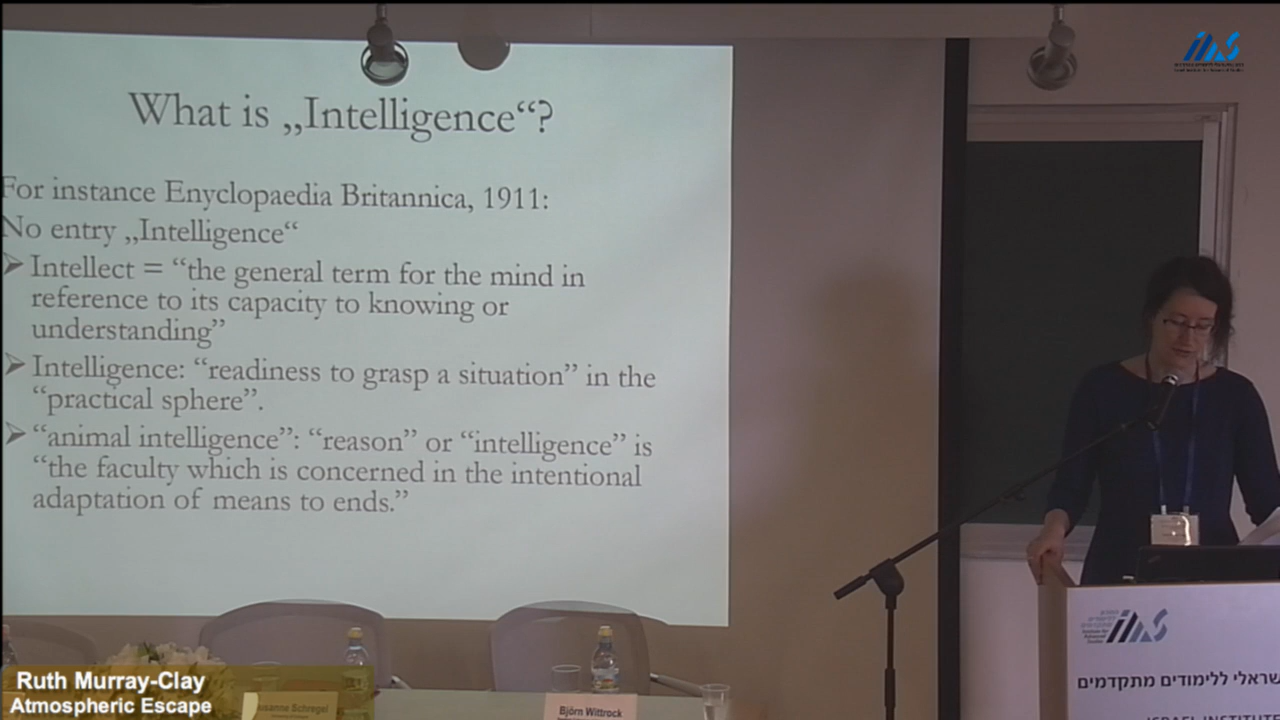 What is „Intelligence“?
For instance Enyclopaedia Britannica, 1911:
No entry „Intelligence“
Intellect = “the general term for the mind in
reference to its capacity to knowing or
understanding”
Intelligence: “readiness to grasp a situation” in the
“practical sphere”.
“animal intelligence”: “reason” or “intelligence” is
“the faculty which is concerned in the intentional
adaptation of means to ends.”
Ruth Murray-Clay
Atmospheric Escape
Schregel
Björn Wittrock
ללימודים מתקדמים